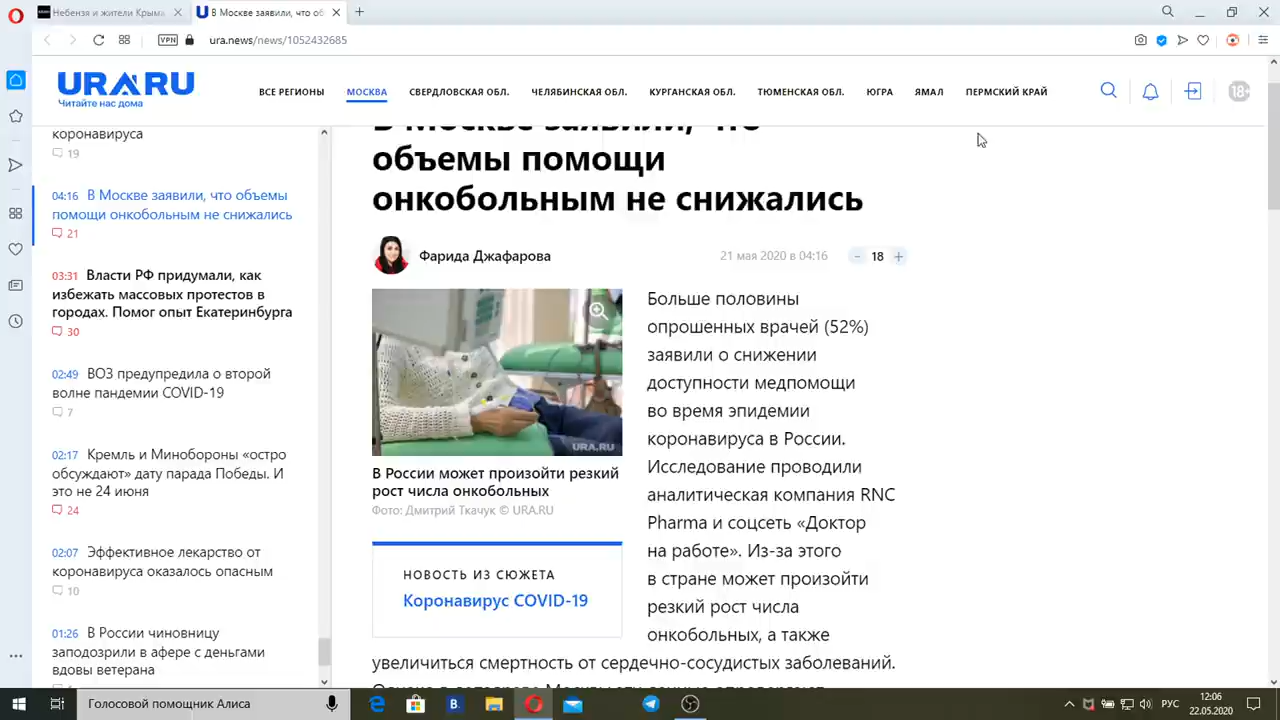 Небензя и жители Крыма
В Москве заявили, что об
VPN
ura.news/news/1052432685
URA.RU
Читайте нас дома
ВСЕ РЕГИОНЫ
МОСКВА
СВЕРДЛОВСКАЯ ОБЛ.
ЧЕЛЯБИНСКАЯ ОБЛ.
КУРГАНСКАЯ ОБЛ.
ТЮМЕНСКАЯ ОБЛ.
ЮГРА
ЯМАЛ
ПЕРМСКИЙ КРАЙ
18+
коронавируса
19
04:16 В Москве заявили, что объемы
помощи онкобольным не снижались
21
03:31 Власти РФ придумали, как
избежать массовых протестов в
городах. Помог опыт Екатеринбурга
30
02:49 ВОЗ предупредила о второй
волне пандемии COVID-19
7
02:17 Кремль и Минобороны «остро
обсуждают» дату парада Победы. И
это не 24 июня
24
02:07 Эффективное лекарство от
коронавируса оказалось опасным
10
01:26 В России чиновницу
заподозрили в афере с деньгами
вдовы ветерана
В Москве заявили, что
объемы помощи
онкобольным не снижались
Фарида Джафарова
21 мая 2020 в 04:16
- 18 +
URA.RU
В России может произойти резкий
рост числа онкобольных
Фото: Дмитрий Ткачук © URA.RU
НОВОСТЬ ИЗ СЮЖЕТА
Коронавирус COVID-19
Больше половины
опрошенных врачей (52%)
заявили о снижении
доступности медпомощи
во время эпидемии
коронавируса в России.
Исследование проводили
аналитическая компания RNC
Pharma и соцсеть «Доктор
на работе». Из-за этого
в стране может произойти
резкий рост числа
онкобольных, а также
увеличиться смертность от сердечно-сосудистых заболеваний.
Голосовой помощник Алиса
РУС
12:06
22.05.2020